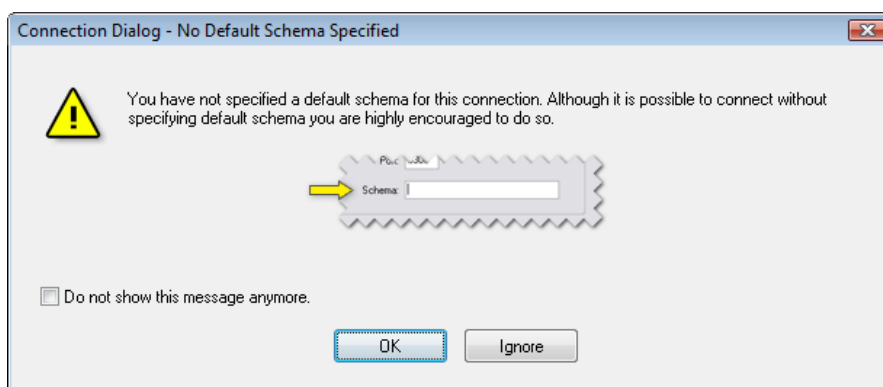 Connection Dialog - No Default Schema Specified
You have not specified a default schema for this connection. Although it is possible to connect without
specifying default schema you are highly encouraged to do so.
Schema:
Do not show this message anymore.
OK
Ignore